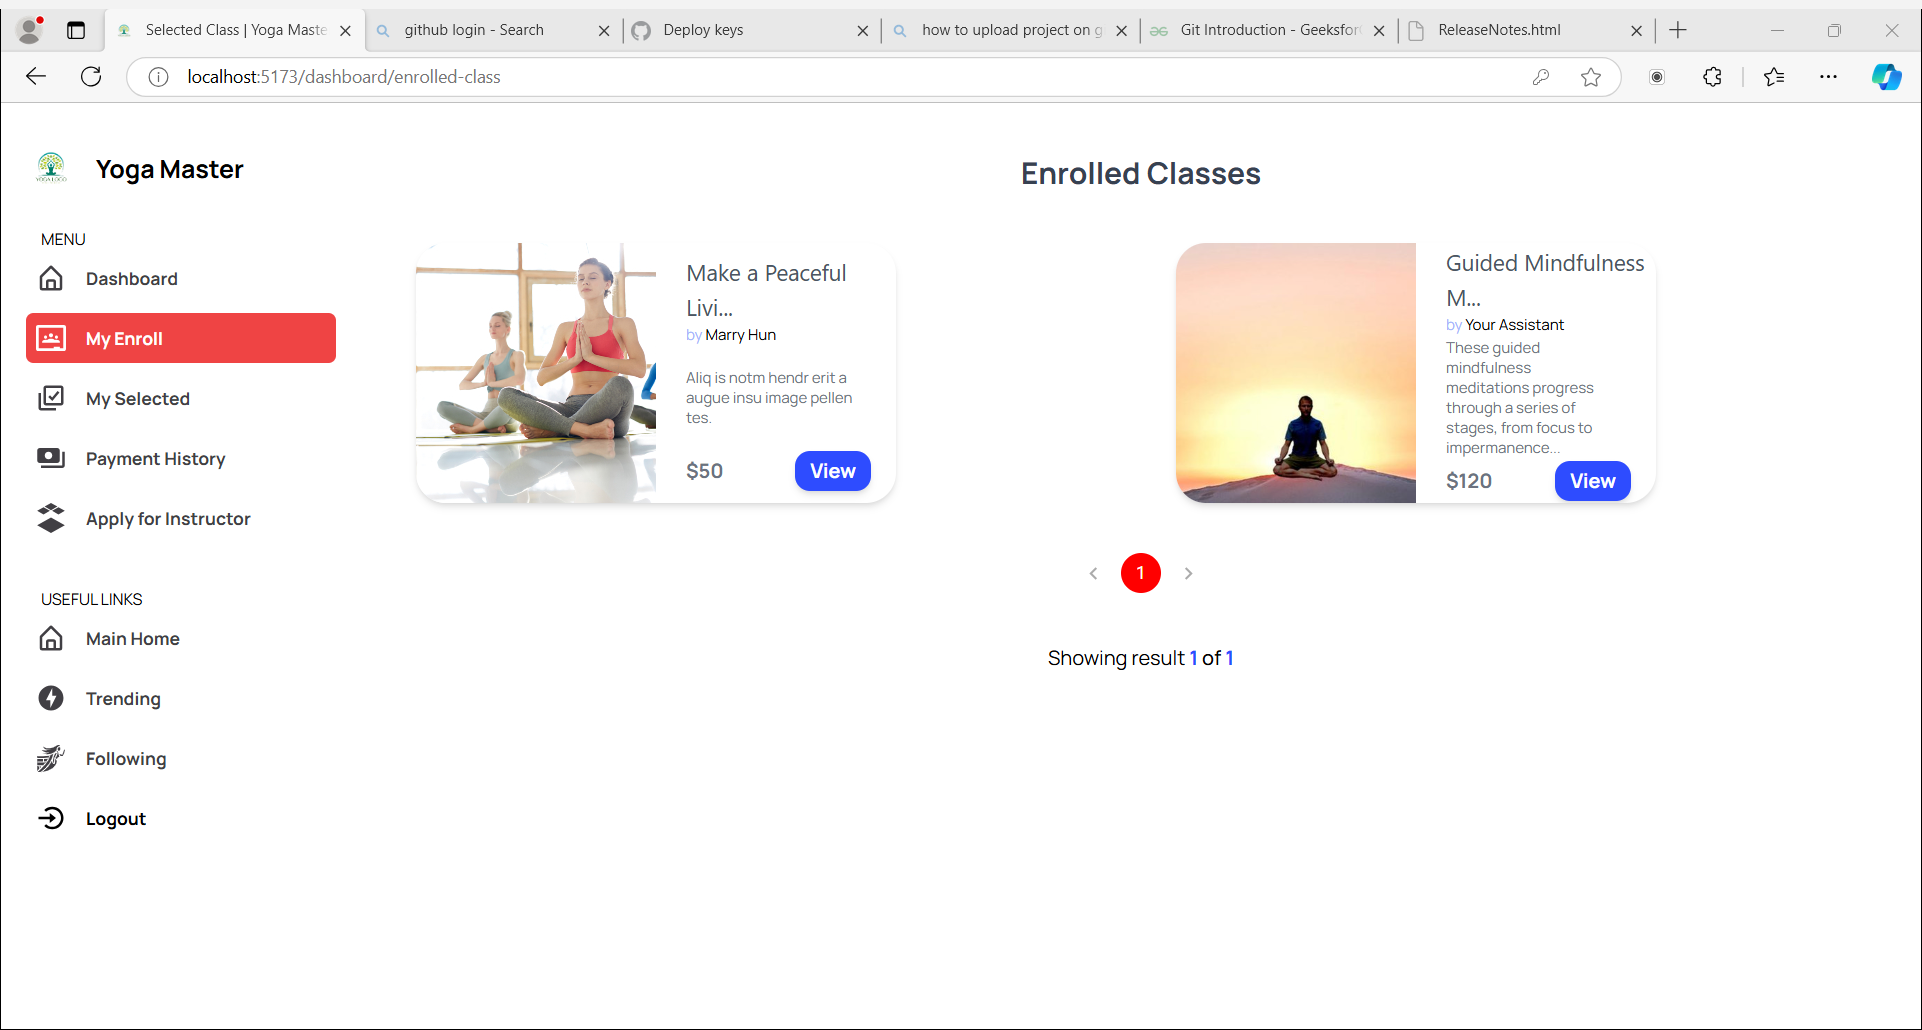 Selected Class | Yoga Maste
github login - Search
Deploy keys
how to upload project on g
Git Introduction - Geeksfor
ReleaseNotes.html
localhost:5173/dashboard/enrolled-class
YOGA LOGO
Yoga Master
MENU
Dashboard
My Enroll
My Selected
Payment History
Apply for Instructor
USEFUL LINKS
Main Home
Trending
Following
Logout
Enrolled Classes
Make a Peaceful
Livi...
by Marry Hun
Aliq is notm hendr erit a
augue insu image pellen
tes.
$50
View
Guided Mindfulness
M...
by Your Assistant
These guided
mindfulness
meditations progress
through a series of
stages, from focus to
impermanence...
$120
View
1
Showing result 1 of 1